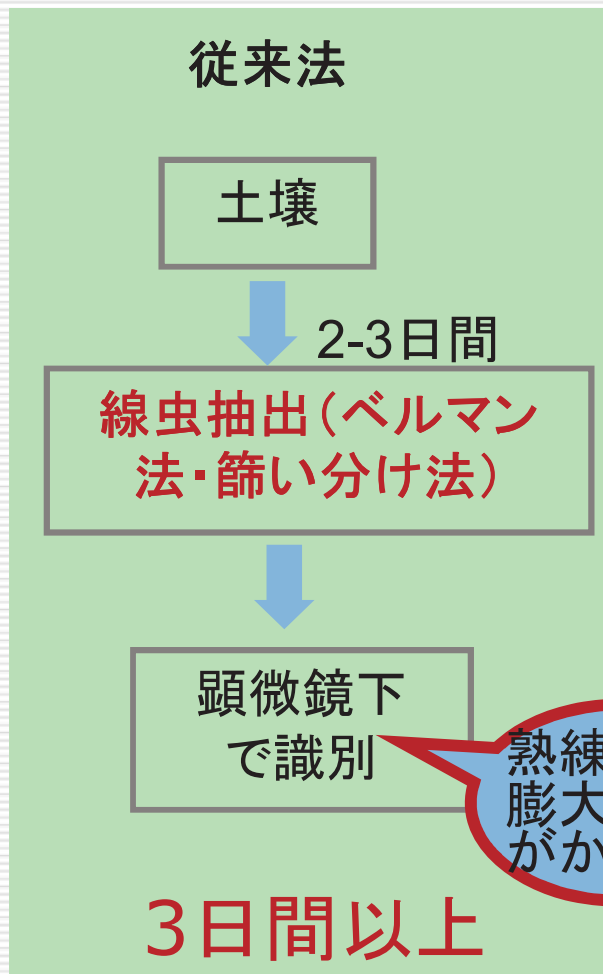 従来法
土壌
2-3日間
線虫抽出(ベルマン
法・篩い分け法)
顕微鏡下
で識別
熟練
膨大
がか
3日間以上